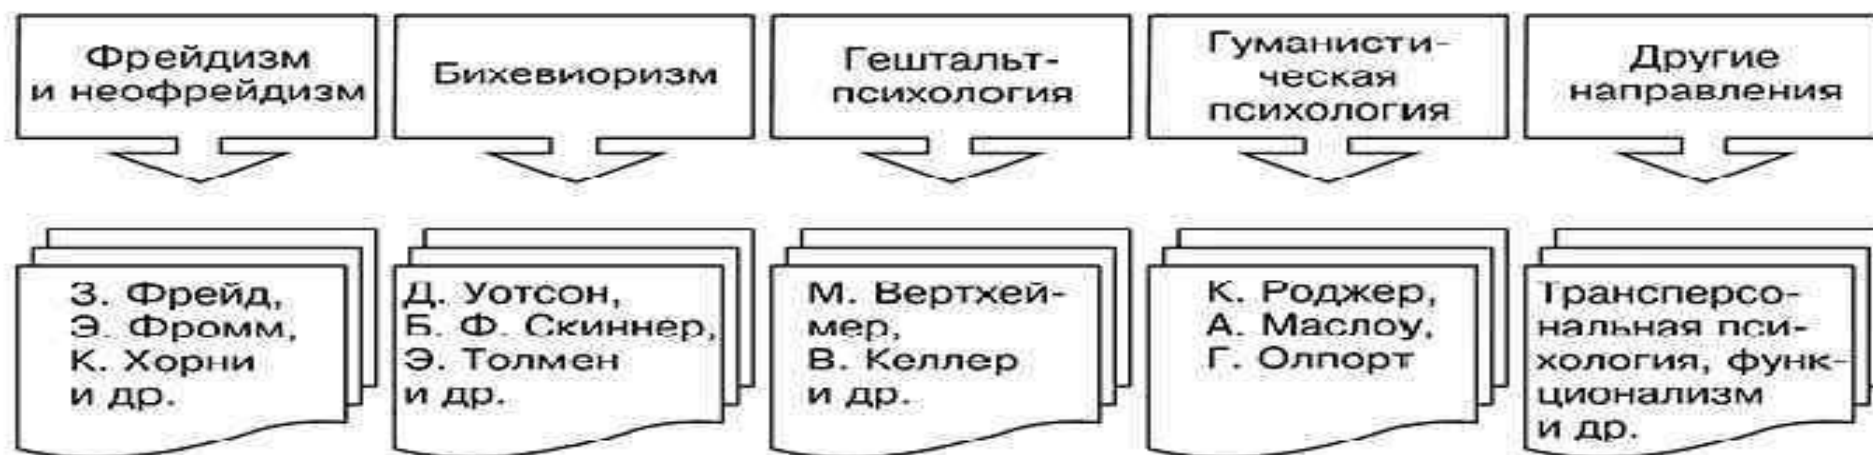 Фрейдизм
и неофрейдизм
Бихевиоризм
Гештальт-
психология
Гуманисти-
ческая
психология
Другие
направления
З. Фрейд,
Э. Фромм,
К. Хорни
и др.
Д. Уотсон,
Б. Ф. Скиннер,
Э. Толмен
и др.
М. Вертхей-
мер,
В. Келлер
и др.
К. Роджер,
А. Маслоу,
Г. Олпорт
Трансперсо-
нальная пси-
хология, функ-
ционализм
и др.